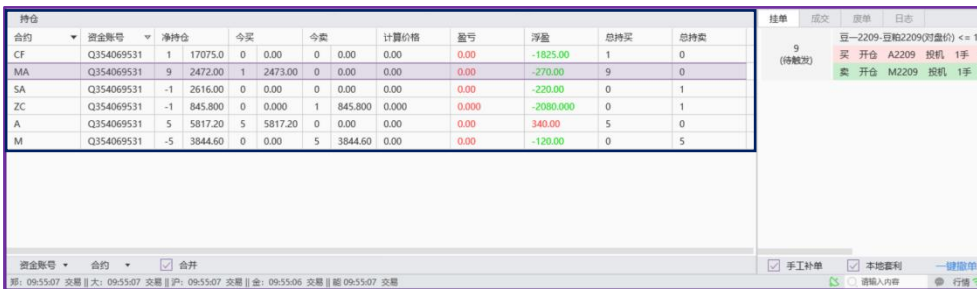 持仓
合约 资金账号 净持仓 今买 今卖 计算价格 盈亏 浮盈 总持买 总持卖
CF Q354069531 1 17075.0 0 0.00 0 0.00 0.00 0.00 -1825.00 1 0
MA Q354069531 9 2472.00 1 2473.00 0 0.00 0.00 0.00 -270.00 9 0
SA Q354069531 -1 2616.00 0 0.00 0 0.00 0.00 0.00 -220.00 0 1
ZC Q354069531 -1 845.800 0 0.000 1 845.800 0.000 0.000 -2080.000 0 1
A Q354069531 5 5817.20 5 5817.20 0 0.00 0.00 0.00 340.00 5 0
M Q354069531 -5 3844.60 0 0.00 5 3844.60 0.00 0.00 -120.00 0 5
资金账号 合约 合并
郑: 09:55:07 交易 || 大: 09:55:07 交易 || 沪: 09:55:07 交易 || 金: 09:55:06 交易 || 能 09:55:07 交易
挂单 成交 废单 日志
豆一2209-豆粕2209(对盘价) <= 1
9
(待触发)
买 开仓 A2209 投机 1手
卖 开仓 M2209 投机 1手
手工补单 本地套利 一键撤单
请输入内容 行情